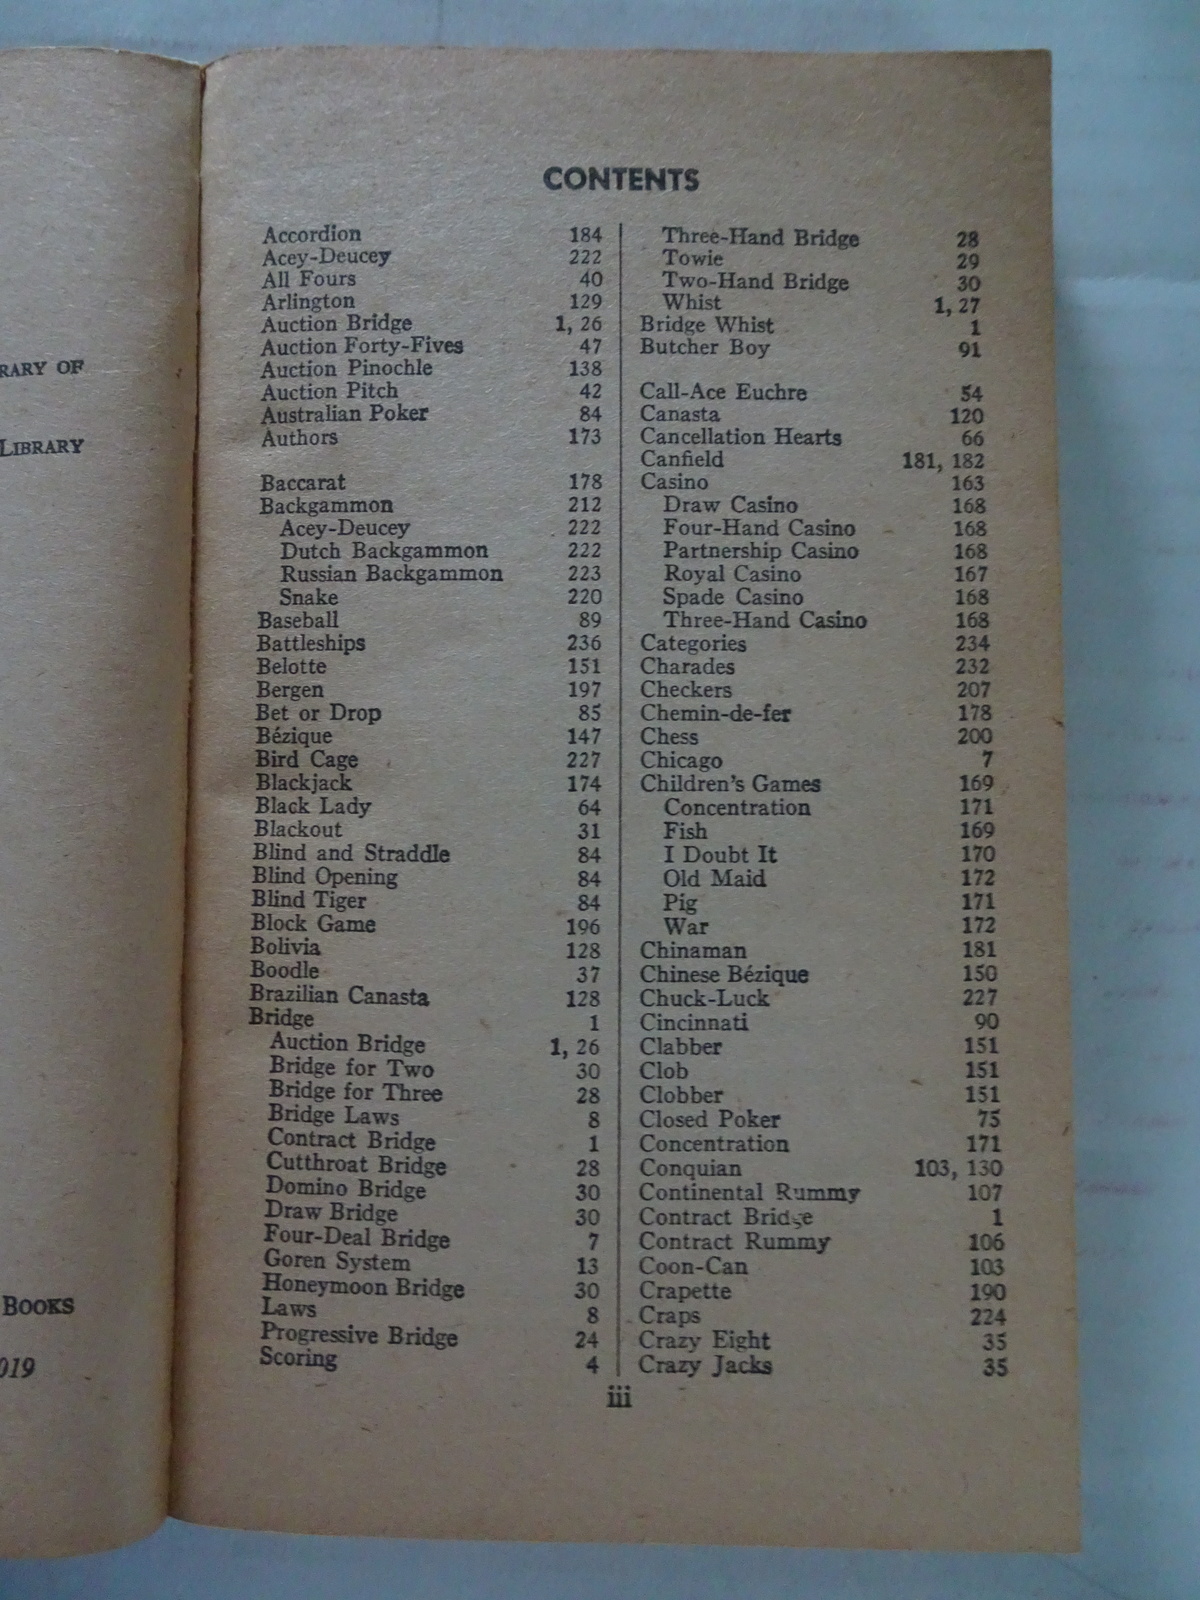 RARY OF
LIBRARY
BOOKS
019
CONTENTS
Accordion 184
Acey-Deucey 222
All Fours 40
Arlington 129
Auction Bridge 1, 26
Auction Forty-Fives 47
Auction Pinochle 138
Auction Pitch 42
Australian Poker 84
Authors 173
Baccarat 178
Backgammon 212
Acey-Deucey 222
Dutch Backgammon 222
Russian Backgammon 223
Snake 220
Baseball 89
Battleships 236
Belotte 151
Bergen 197
Bet or Drop 85
Bézique 147
Bird Cage 227
Blackjack 174
Black Lady 64
Blackout 31
Blind and Straddle 84
Blind Opening 84
Blind Tiger 84
Block Game 196
Bolivia 128
Boodle 37
Brazilian Canasta 128
Bridge 1
Auction Bridge 1, 26
Bridge for Two 30
Bridge for Three 28
Bridge Laws 8
Contract Bridge 1
Cutthroat Bridge 28
Domino Bridge 30
Draw Bridge 30
Four-Deal Bridge 7
Goren System 13
Honeymoon Bridge 30
Laws 8
Progressive Bridge 24
Scoring 4
Three-Hand Bridge 28
Towie 29
Two-Hand Bridge 30
Whist 1, 27
Bridge Whist 1
Butcher Boy 91
Call-Ace Euchre 54
Canasta 120
Cancellation Hearts 66
Canfield 181, 182
Casino 163
Draw Casino 168
Four-Hand Casino 168
Partnership Casino 168
Royal Casino 167
Spade Casino 168
Three-Hand Casino 168
Categories 234
Charades 232
Checkers 207
Chemin-de-fer 178
Chess 200
Chicago 7
Children's Games 169
Concentration 171
Fish 169
I Doubt It 170
Old Maid 172
Pig 171
War 172
Chinaman 181
Chinese Bézique 150
Chuck-Luck 227
Cincinnati 90
Clabber 151
Clob 151
Clobber 151
Closed Poker 75
Concentration 171
Conquian 103, 130
Continental Rummy 107
Contract Bridge 1
Contract Rummy 106
Coon-Can 103
Crapette 190
Craps 224
Crazy Eight 35
Crazy Jacks 35
iii